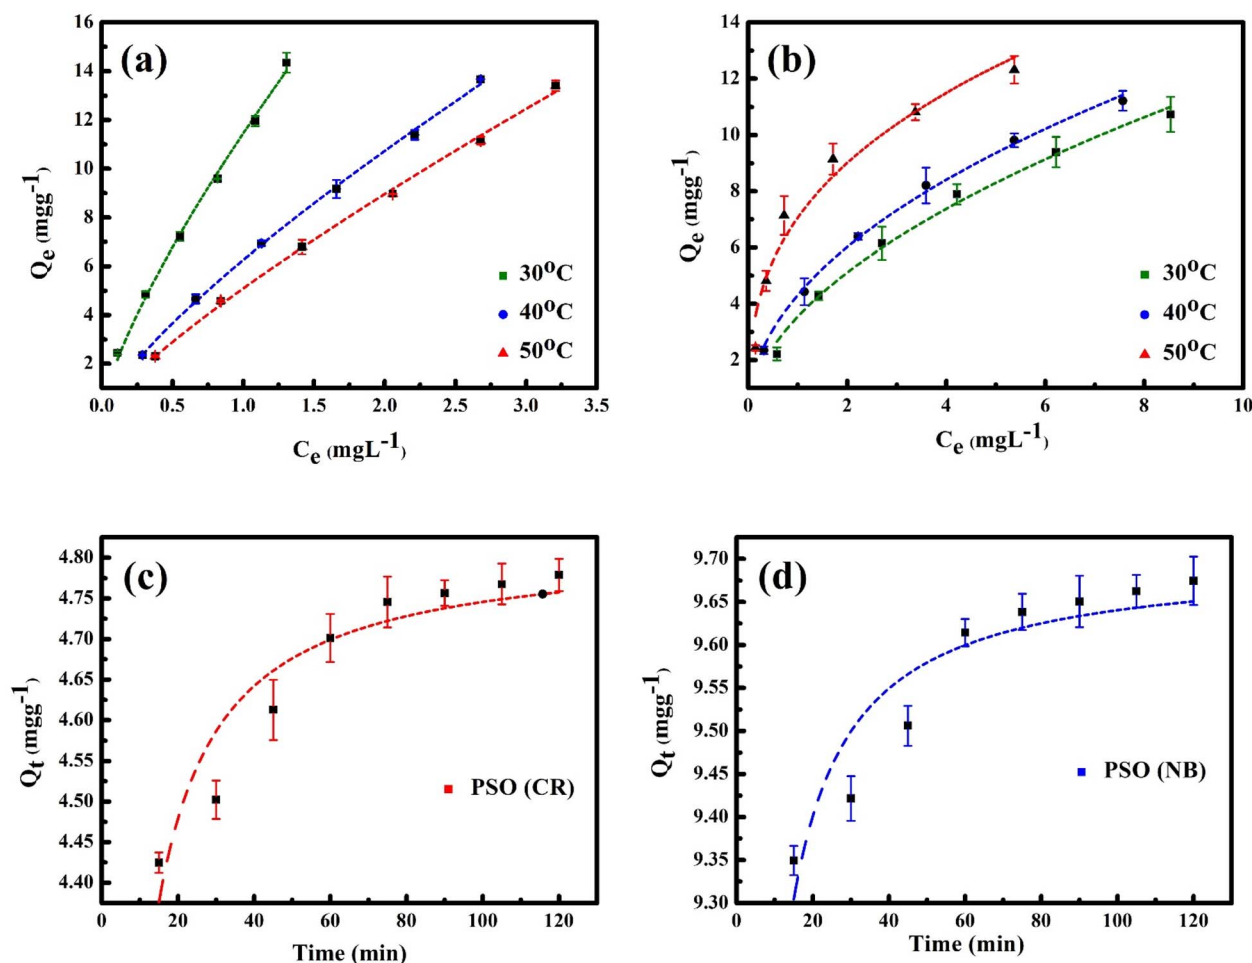 (a)
Qe (mgg-1)
16
14
12
10
8
6
4
2
0.0 0.5 1.0 1.5 2.0 2.5 3.0 3.5
Ce (mgL-1)
30oC
40oC
50oC
(b)
Qe (mgg-1)
14
12
10
8
6
4
2
0 2 4 6 8 10
Ce (mgL-1)
30oC
40oC
50oC
(c)
Qt (mgg-1)
4.80
4.75
4.70
4.65
4.60
4.55
4.50
4.45
4.40
0 20 40 60 80 100 120
Time (min)
PSO (CR)
(d)
Qt (mgg-1)
9.70
9.65
9.60
9.55
9.50
9.45
9.40
9.35
9.30
0 20 40 60 80 100 120
Time (min)
PSO (NB)